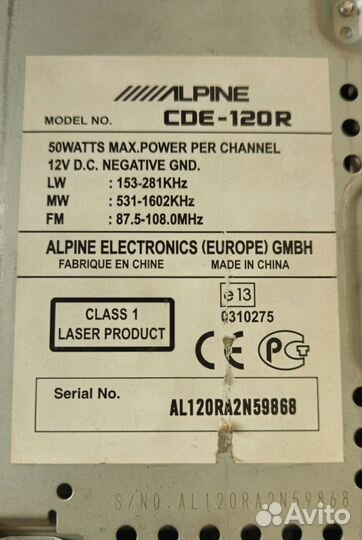 ALPINE
MODEL NO. CDE-120R
50WATTS MAX.POWER PER CHANNEL
12V D.C. NEGATIVE GND.
LW : 153-281KHz
MW : 531-1602KHz
FM : 87.5-108.0MHz
ALPINE ELECTRONICS (EUROPE) GMBH
FABRIQUE EN CHINE MADE IN CHINA
CLASS 1
LASER PRODUCT
e13
0310275
CE PCT
Serial No.
AL120RA2N59868
S/NO.AL120RA2N59868
Avito